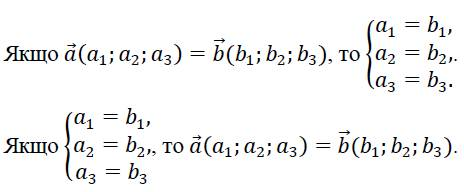 Якщо a⃗(a₁; a₂; a₃) = b⃗(b₁; b₂; b₃), то {a₁ = b₁,
a₂ = b₂,.
a₃ = b₃.
Якщо {a₁ = b₁,
a₂ = b₂,, то a⃗(a₁; a₂; a₃) = b⃗(b₁; b₂; b₃).
a₃ = b₃